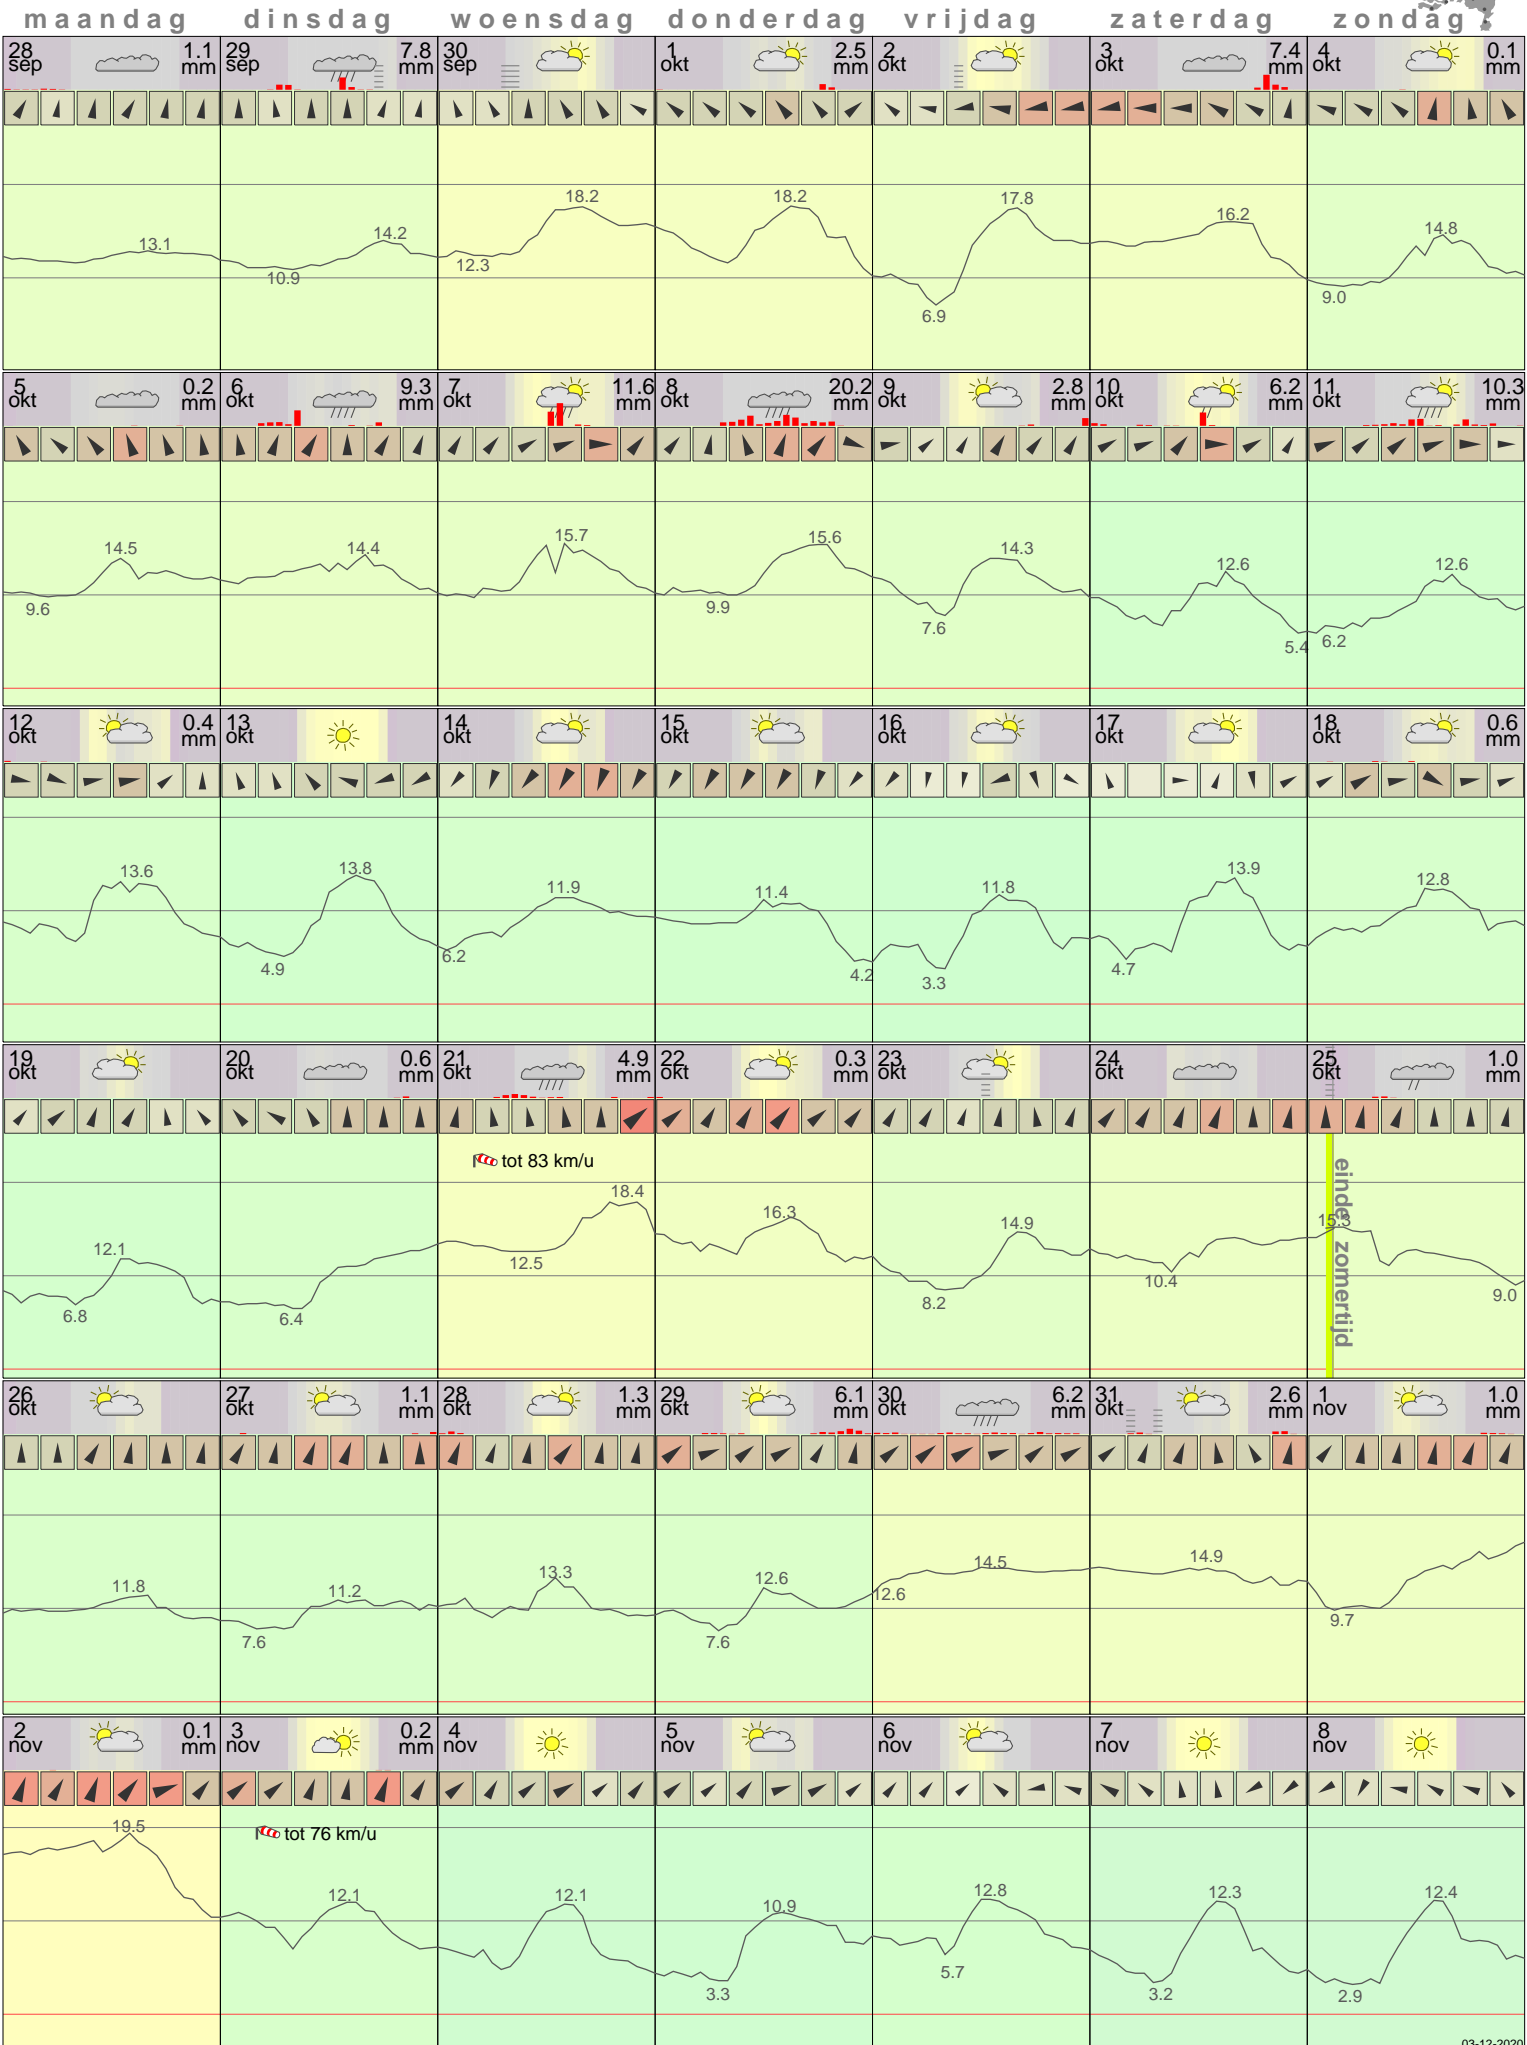 maandag dinsdag woensdag donderdag vrijdag zaterdag zondag
28 1.1 29 7.8 30 1 2.5 2 3 7.4 4 0.1
sep mm sep mm sep okt mm okt okt mm okt mm
18.2 18.2 17.8
16.2
14.2 14.8
13.1
12.3
10.9
9.0
6.9
5 0.2 6 9.3 7 11.6 8 20.2 9 2.8 10 6.2 11 10.3
okt mm okt mm okt mm okt mm okt mm okt mm okt mm
14.5 14.4 15.7 15.6 14.3
12.6 12.6
9.6 9.9
7.6
5.4 6.2
12 0.4 13 14 15 16 17 18 0.6
okt mm okt okt okt okt okt okt mm
13.6 13.8 11.9 11.4 11.8 13.9 12.8
6.2
4.9 4.2 3.3 4.7
19 20 0.6 21 4.9 22 0.3 23 24 25 1.0
okt okt mm okt mm okt mm okt okt okt mm
tot 83 km/u
einde zomertijd
18.4
16.3
14.9 15.3
12.1
12.5
10.4
9.0
8.2
6.8 6.4
26 27 1.1 28 1.3 29 6.1 30 6.2 31 2.6 1 1.0
okt okt mm okt mm okt mm okt mm okt mm nov mm
14.5 14.9
11.8 11.2 13.3 12.6
12.6
9.7
7.6 7.6
2 0.1 3 0.2 4 5 6 7 8
nov mm nov mm nov nov nov nov nov
19.5
tot 76 km/u
12.1 12.1 10.9 12.8 12.3 12.4
5.7
3.3 3.2 2.9
03-12-2020